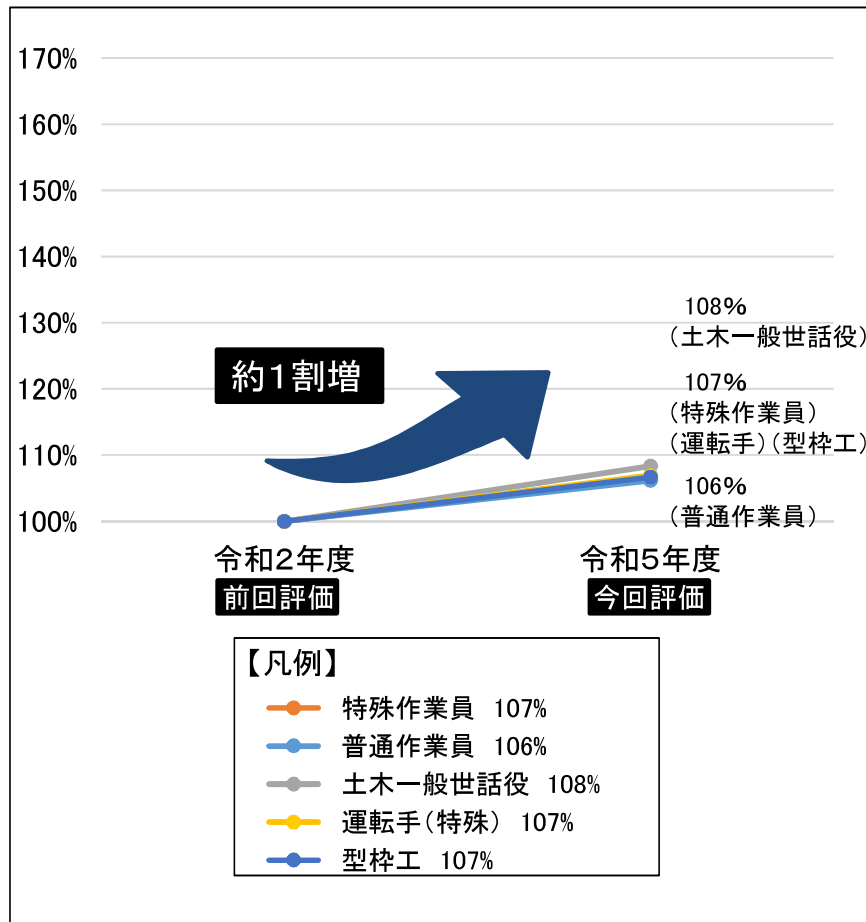 170%
160%
150%
140%
130%
120%
110%
100%
約1割増
108%
(土木一般世話役)
107%
(特殊作業員)
(運転手)(型枠工)
106%
(普通作業員)
令和2年度
前回評価
令和5年度
今回評価
【凡例】
特殊作業員 107%
普通作業員 106%
土木一般世話役 108%
運転手(特殊) 107%
型枠工 107%